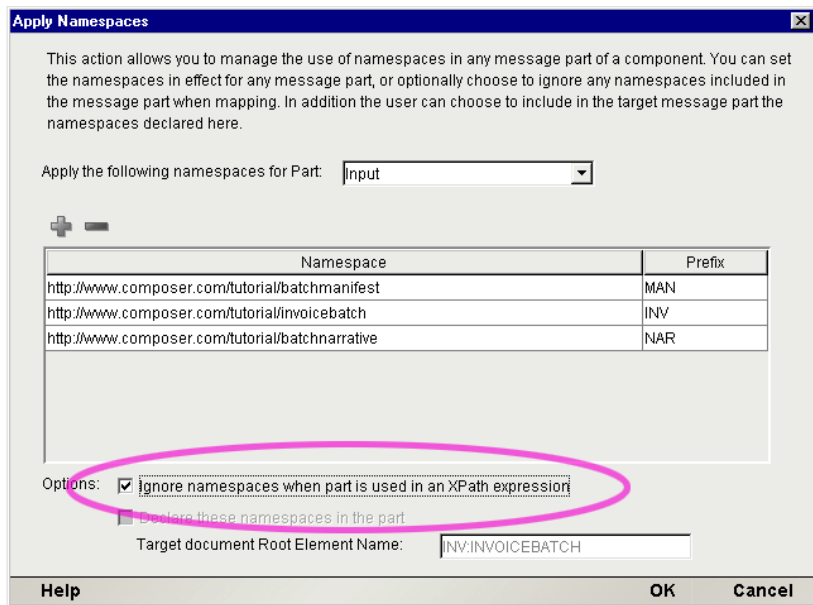 Apply Namespaces
This action allows you to manage the use of namespaces in any message part of a component. You can set
the namespaces in effect for any message part, or optionally choose to ignore any namespaces included in
the message part when mapping. In addition the user can choose to include in the target message part the
namespaces declared here.
Apply the following namespaces for Part: Input
Namespace Prefix
http://www.composer.com/tutorial/batchmanifest MAN
http://www.composer.com/tutorial/invoicebatch INV
http://www.composer.com/tutorial/batchnarrative NAR
Options: Ignore namespaces when part is used in an XPath expression
Declare these namespaces in the part
Target document Root Element Name: INV:INVOICEBATCH
Help OK Cancel